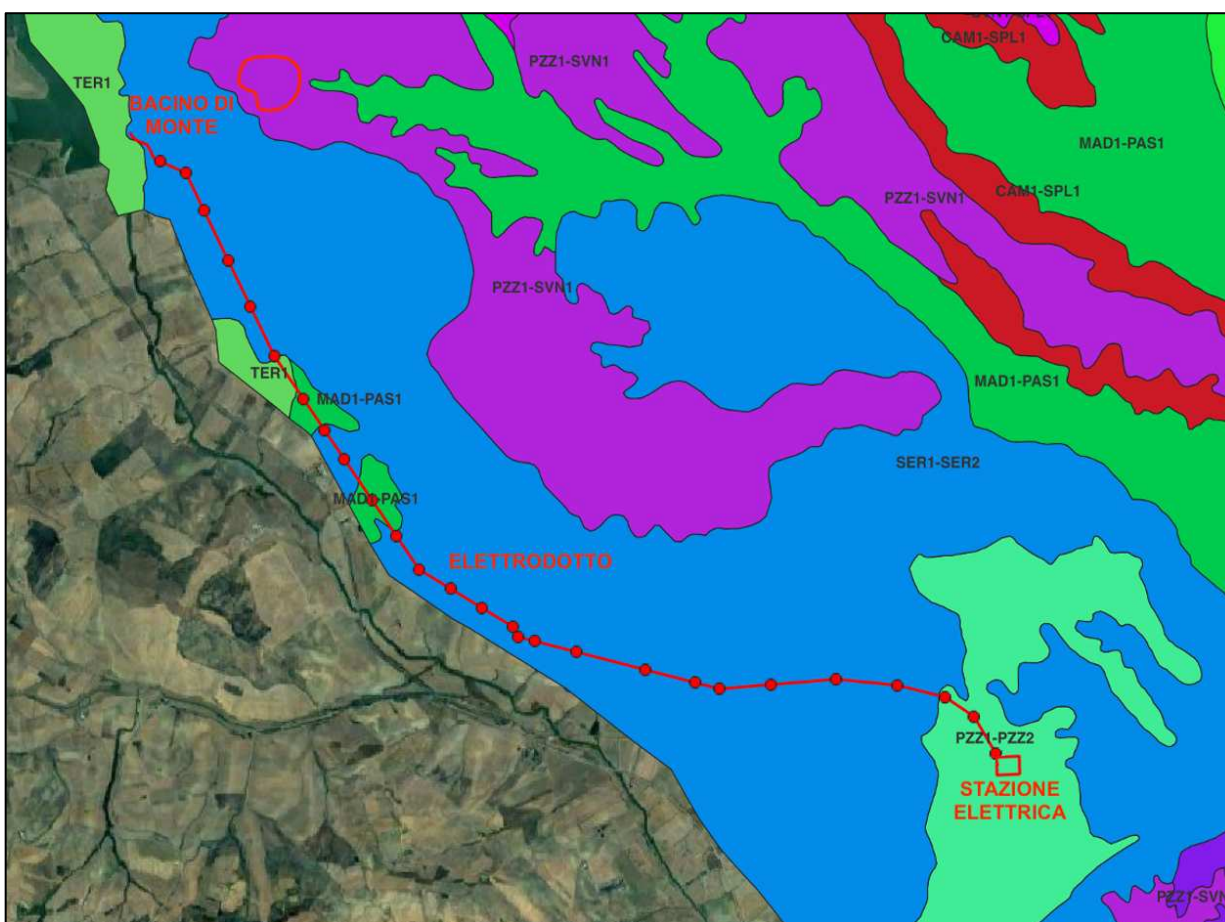 CAM1-SPL1
PZZ1-SVN1
TER1
BACINO DI
MONTE
MAD1-PAS1
CAM1-SPL1
PZZ1-SVN1
PZZ1-SVN1
TER1
MAD1-PAS1
MAD1-PAS1
SER1-SER2
MAD1-PAS1
ELETTRODOTTO
PZZ1-PZZ2
STAZIONE
ELETTRICA